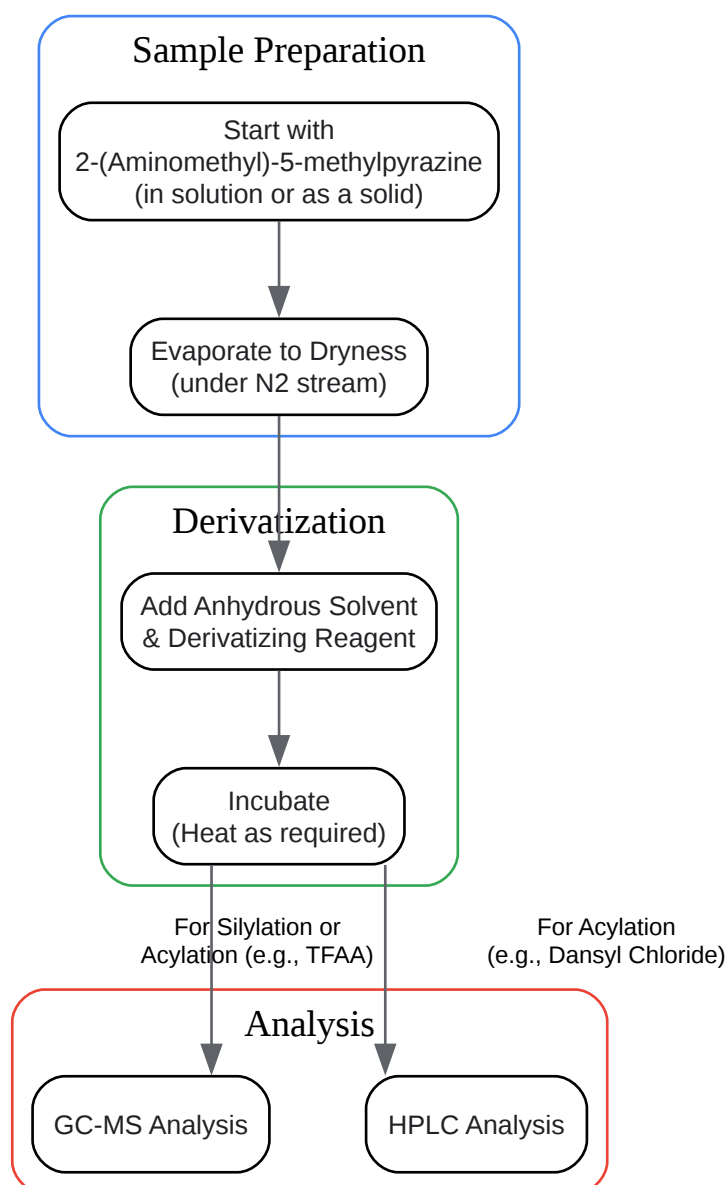 Sample Preparation
Start with
2-(Aminomethyl)-5-methylpyrazine
(in solution or as a solid)
Evaporate to Dryness
(under N2 stream)
Derivatization
Add Anhydrous Solvent
& Derivatizing Reagent
Incubate
(Heat as required)
For Silylation or
Acylation (e.g., TFAA)
For Acylation
(e.g., Dansyl Chloride)
Analysis
GC-MS Analysis
HPLC Analysis